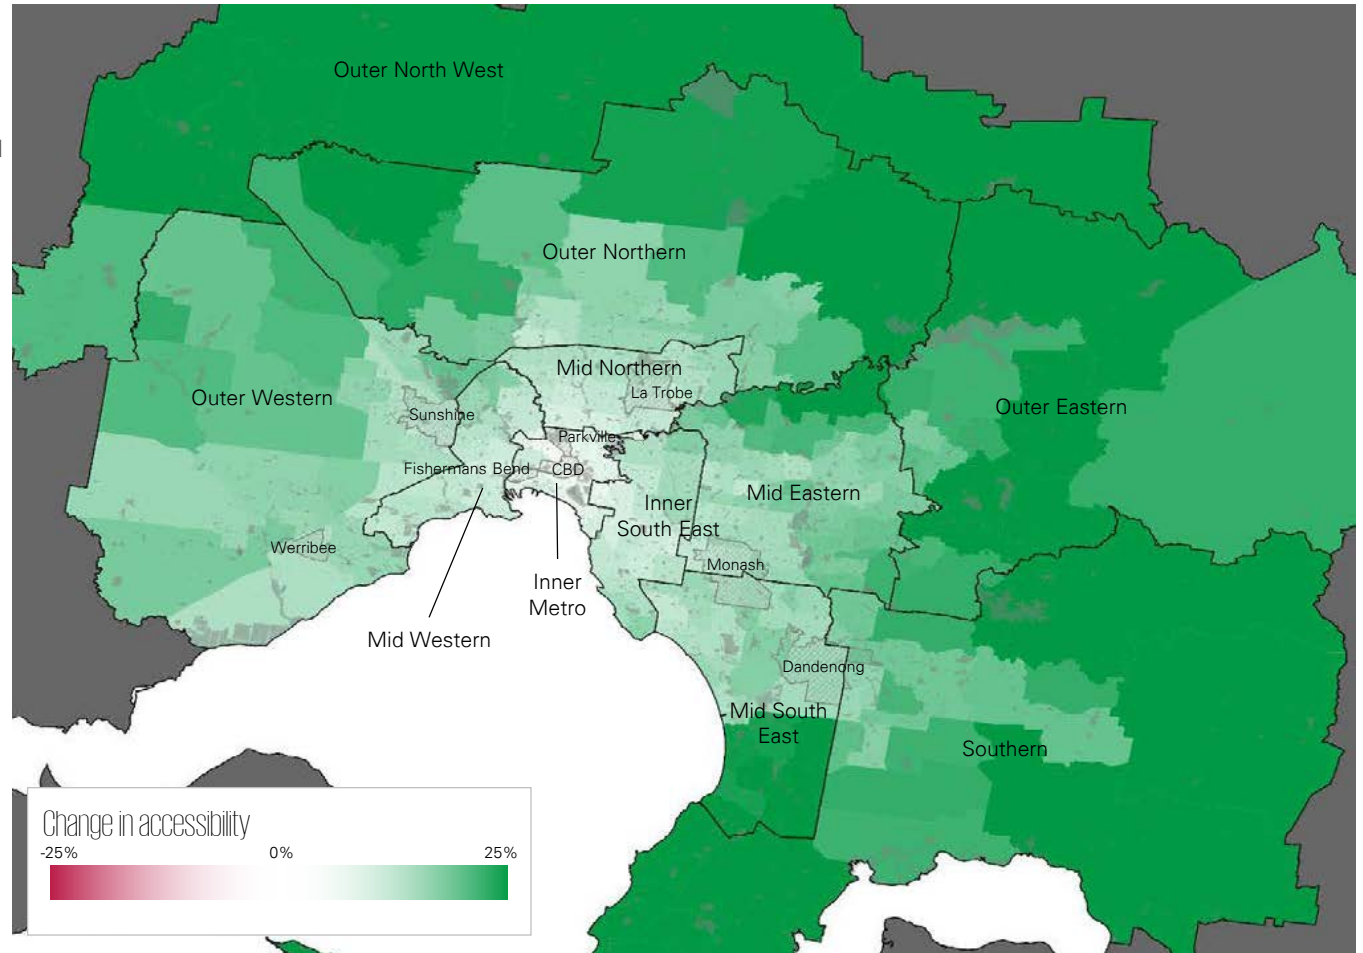 Outer North West
Outer Northern
Mid Northern
La Trobe
Outer Western
Sunshine
Outer Eastern
Parkville
Fishermans Bend
CBD
Inner
South East
Mid Eastern
Werribee
Monash
Inner
Metro
Mid Western
Dandenong
Mid South
East
Southern
Change in accessibility
-25%
0%
25%